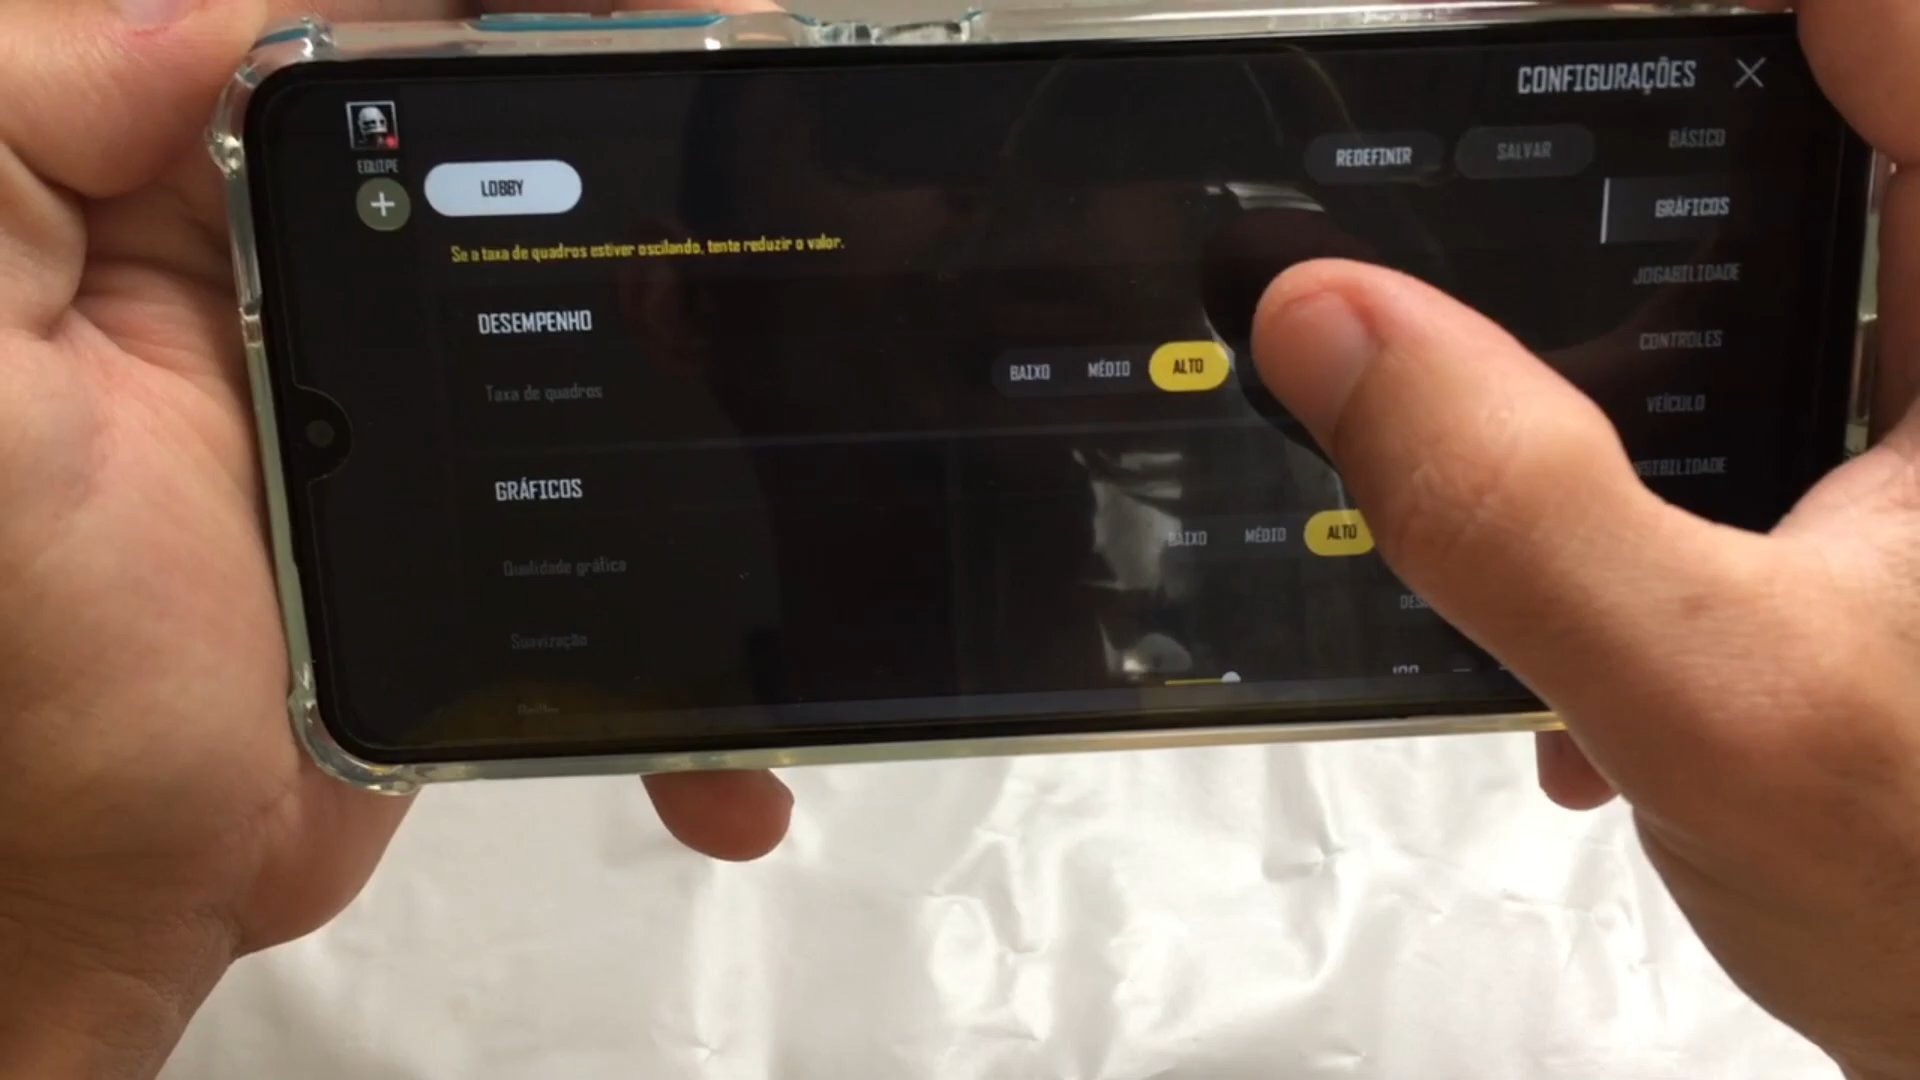 CONFIGURAÇÕES
BÁSICO
REDEFINIR
SALVAR
EQUIPE
LOBBY
GRÁFICOS
Se a taxa de quadros estiver oscilando, tente reduzir o valor.
JOGABILIDADE
DESEMPENHO
CONTROLES
Taxa de quadros
BAIXO MÉDIO ALTO
VEÍCULO
GRÁFICOS
Qualidade gráfica
BAIXO MÉDIO ALTO
Suavização